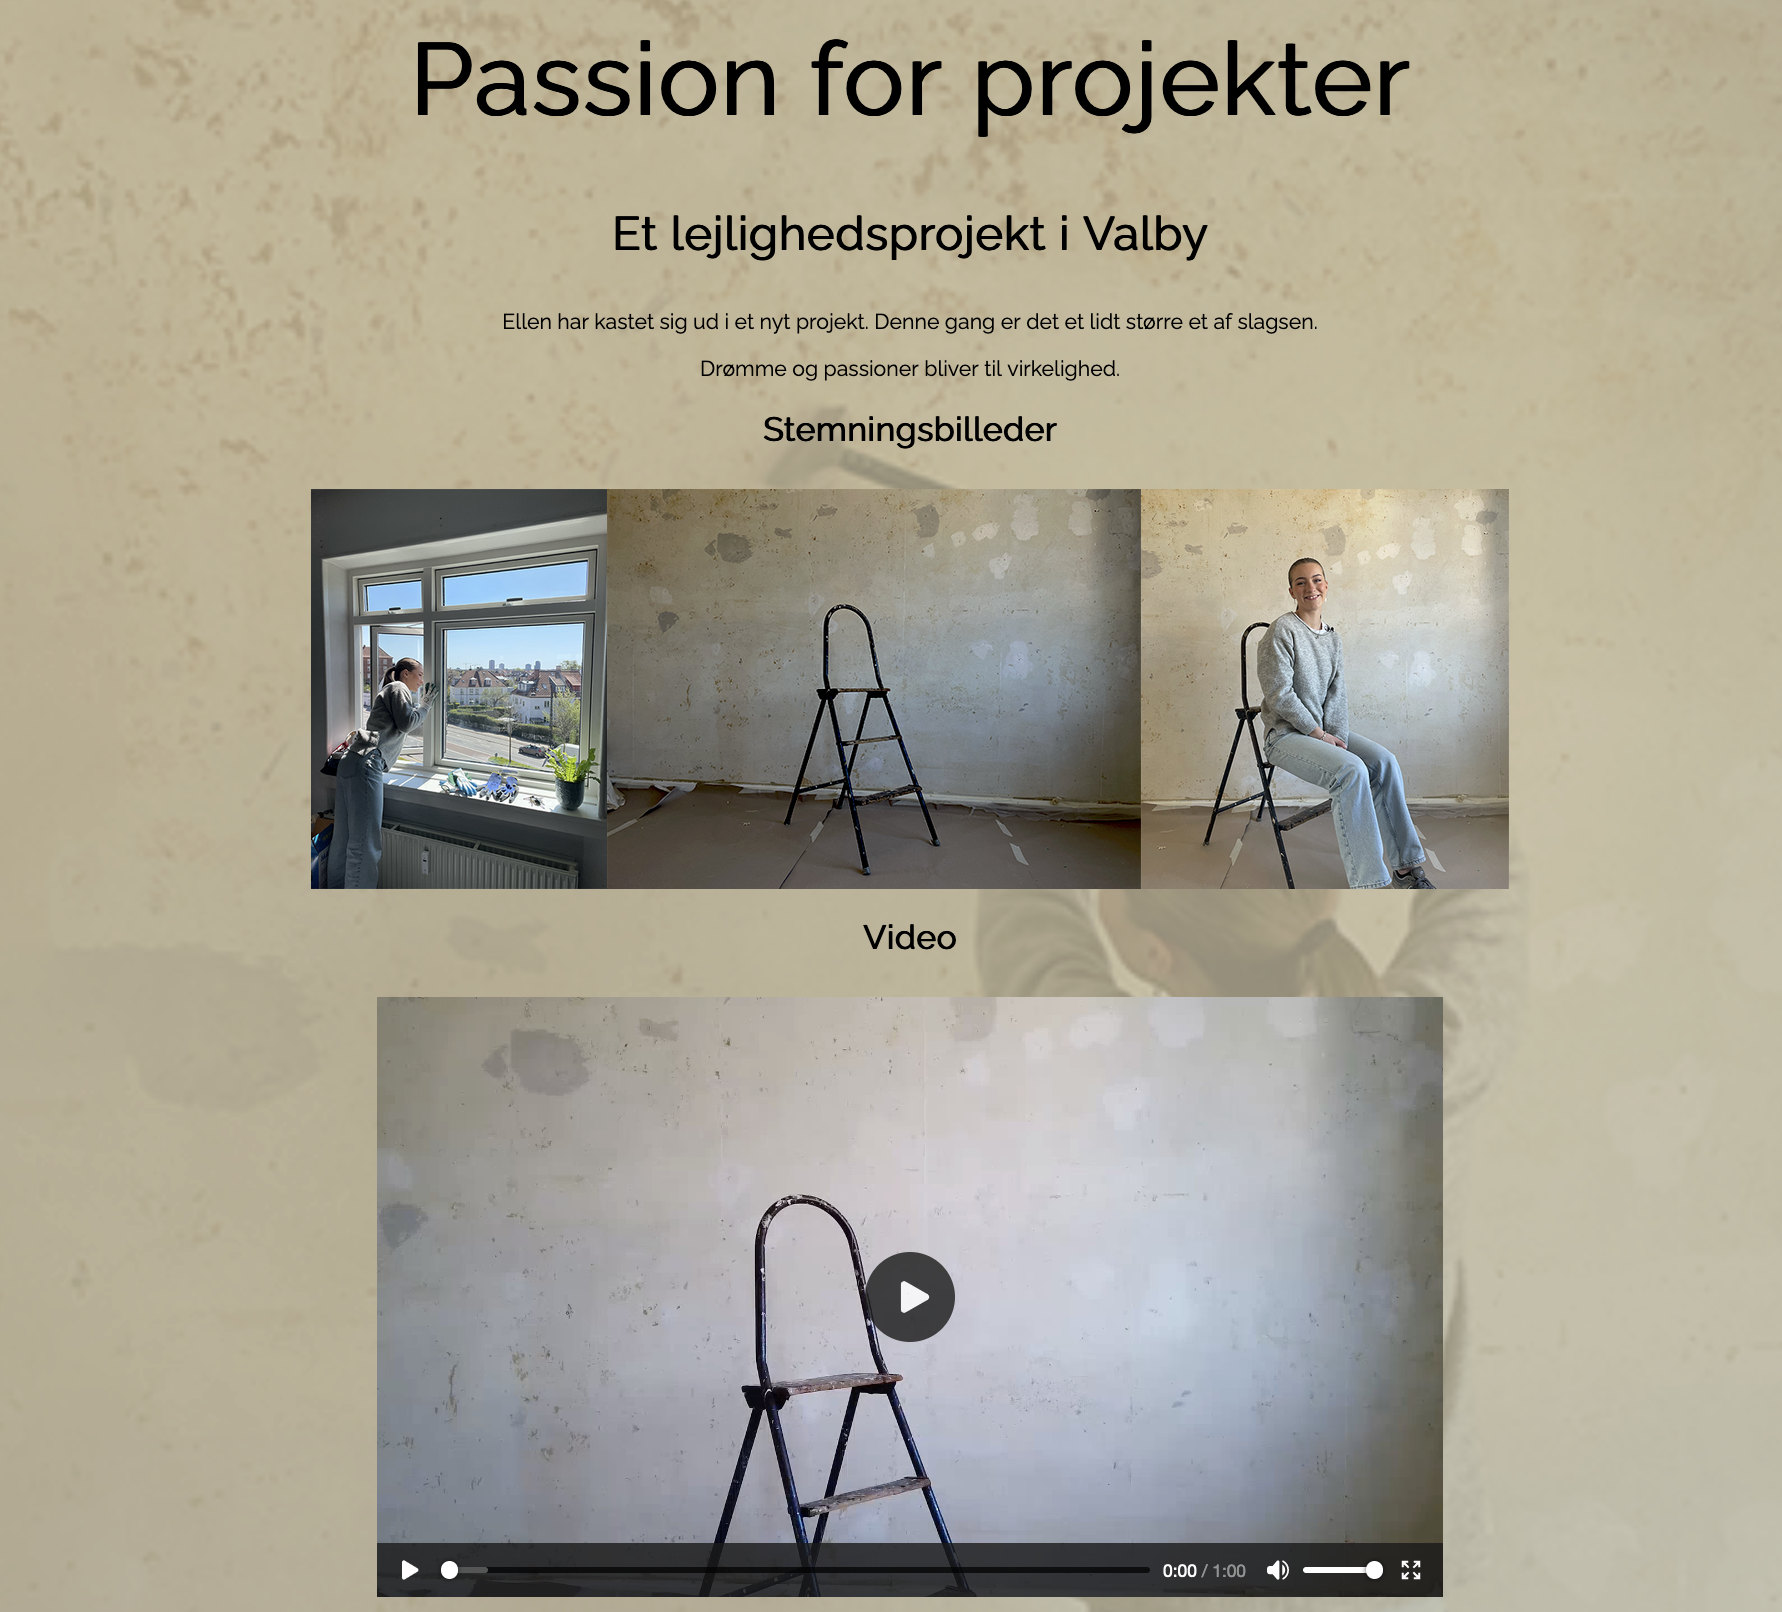 Passion for projekter
Et lejlighedsprojekt i Valby
Ellen har kastet sig ud i et nyt projekt. Denne gang er det et lidt større et af slagsen.
Drømme og passioner bliver til virkelighed.
Stemningsbilleder
Video
0:00 / 1:00